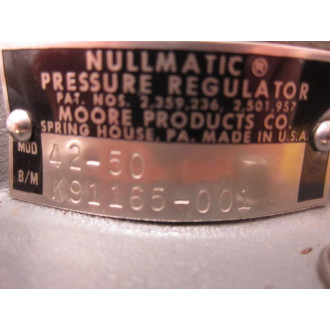 NULLMATIC ®
PRESSURE REGULATOR
PAT. NOS. 2,359,236, 2,501,957
MOORE PRODUCTS CO.
SPRING HOUSE, PA. MADE IN U.S.A.
MOD 42-50
B/M K91165-001